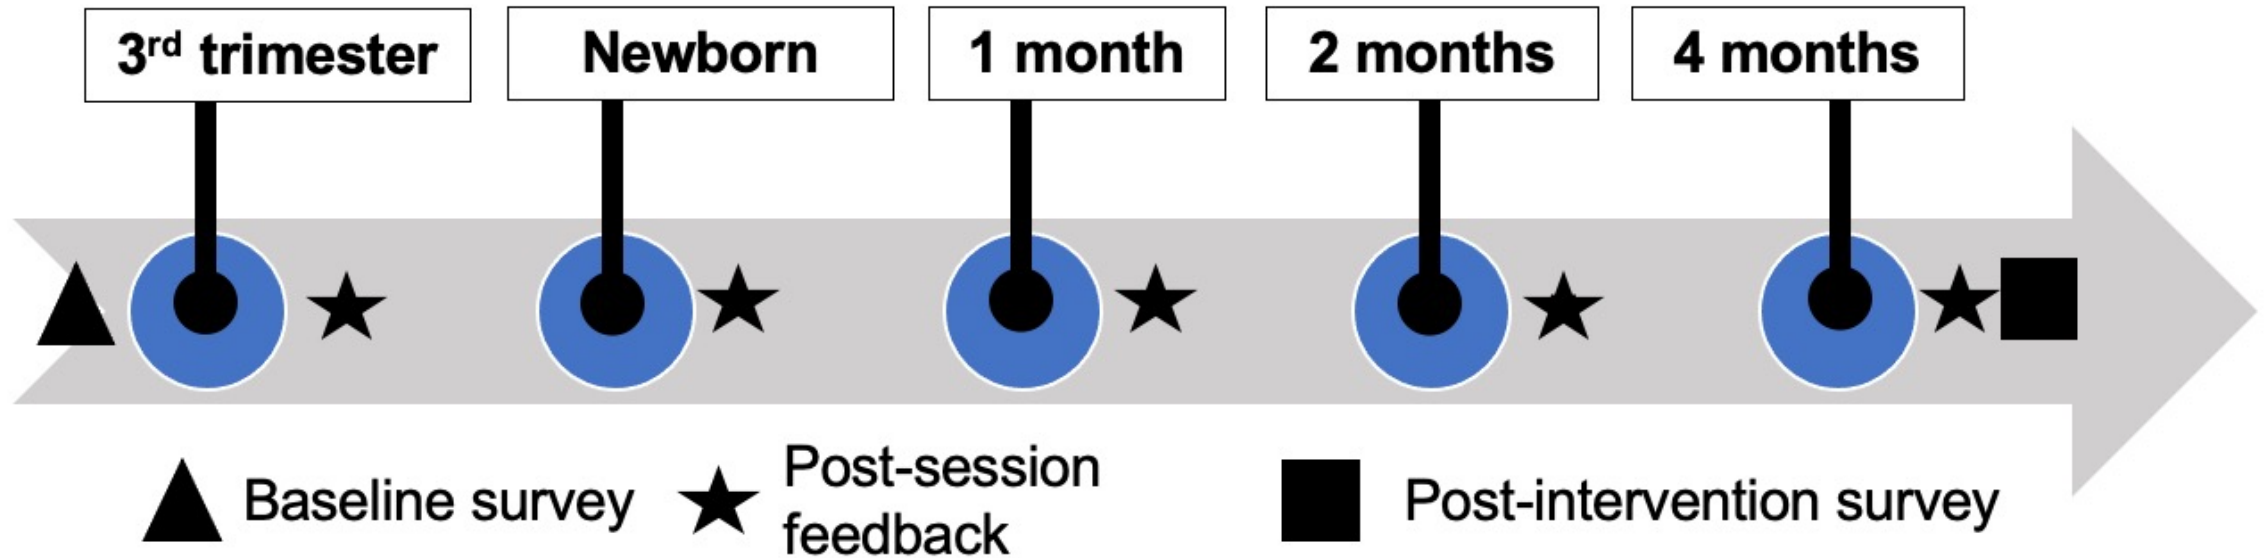 3rd trimester
Newborn
1 month
2 months
4 months
Baseline survey
Post-session
feedback
Post-intervention survey